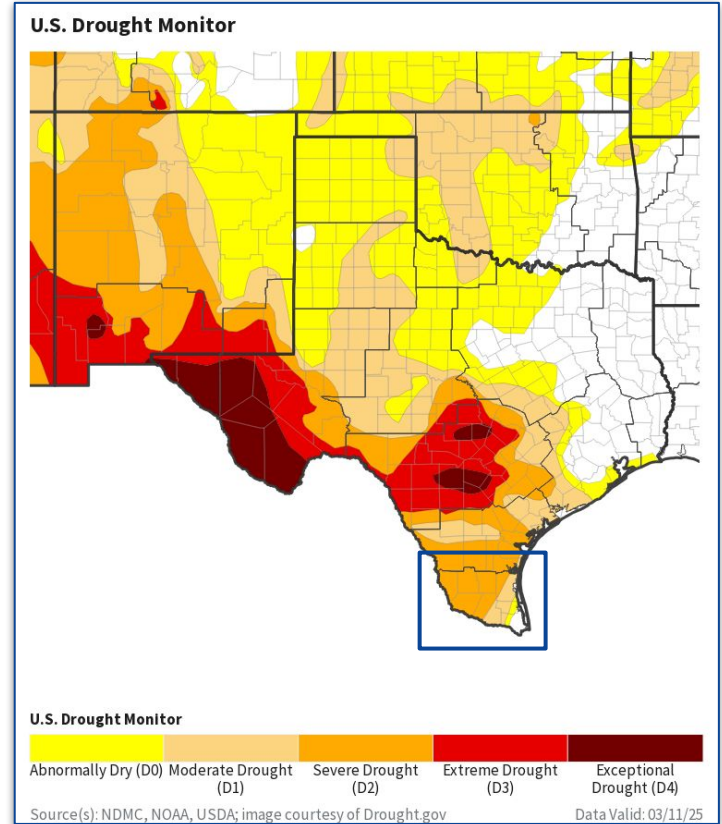 U.S. Drought Monitor
U.S. Drought Monitor
Abnormally Dry (D0) Moderate Drought (D1) Severe Drought (D2) Extreme Drought (D3) Exceptional Drought (D4)
Source(s): NDMC, NOAA, USDA; image courtesy of Drought.gov Data Valid: 03/11/25